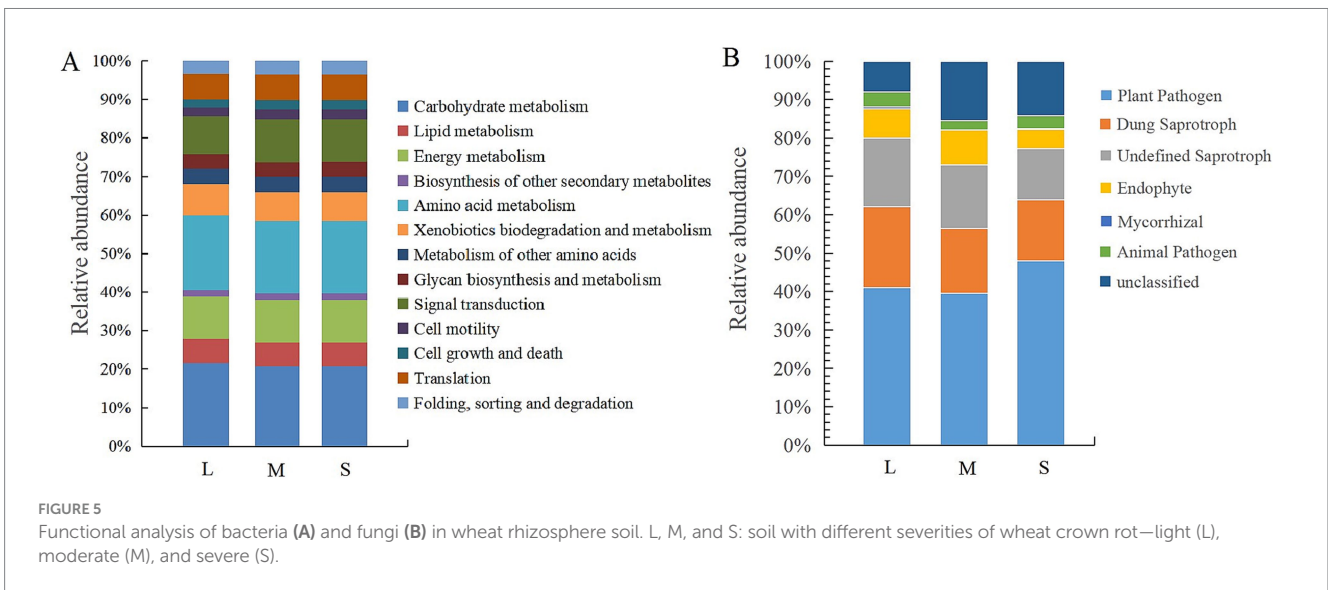 A
Relative abundance
100%
90%
80%
70%
60%
50%
40%
30%
20%
10%
0%
L M S
Carbohydrate metabolism
Lipid metabolism
Energy metabolism
Biosynthesis of other secondary metabolites
Amino acid metabolism
Xenobiotics biodegradation and metabolism
Metabolism of other amino acids
Glycan biosynthesis and metabolism
Signal transduction
Cell motility
Cell growth and death
Translation
Folding, sorting and degradation
B
Relative abundance
100%
90%
80%
70%
60%
50%
40%
30%
20%
10%
0%
L M S
Plant Pathogen
Dung Saprotroph
Undefined Saprotroph
Endophyte
Mycorrhizal
Animal Pathogen
unclassified
FIGURE 5
Functional analysis of bacteria (A) and fungi (B) in wheat rhizosphere soil. L, M, and S: soil with different severities of wheat crown rot—light (L),
moderate (M), and severe (S).